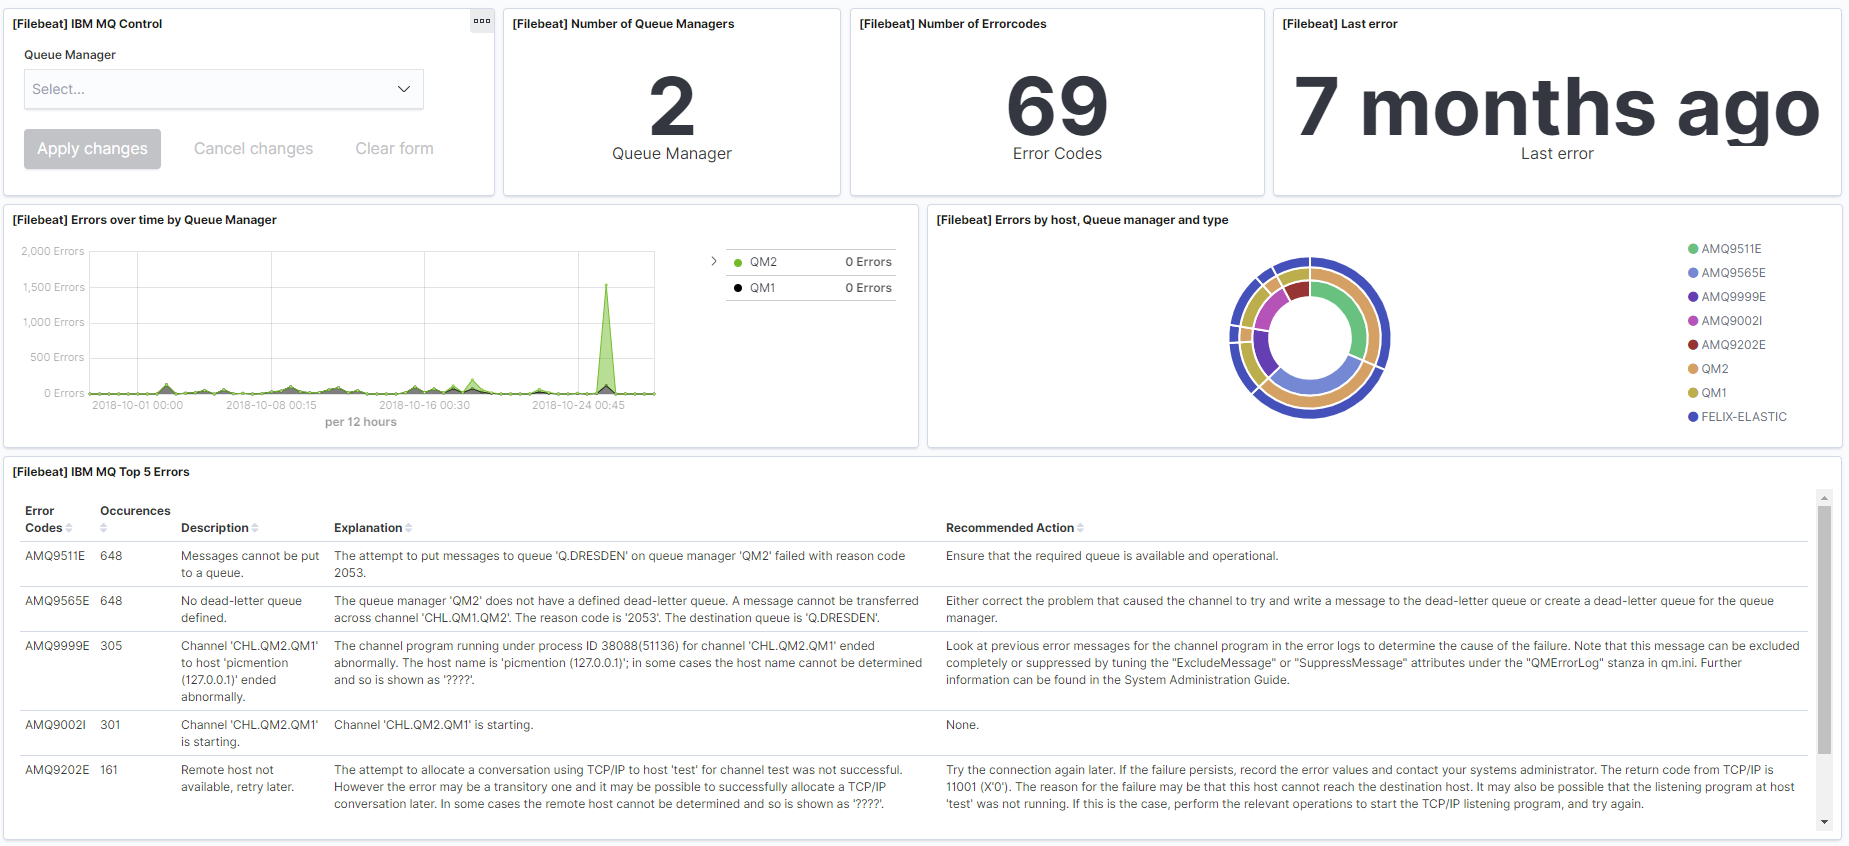 [Filebeat] IBM MQ Control
Queue Manager
Select...
Apply changes
Cancel changes
Clear form
[Filebeat] Number of Queue Managers
2
Queue Manager
[Filebeat] Number of Errorcodes
69
Error Codes
[Filebeat] Last error
7 months ago
Last error
[Filebeat] Errors over time by Queue Manager
2,000 Errors
1,500 Errors
1,000 Errors
500 Errors
0 Errors
2018-10-01 00:00
2018-10-08 00:15
2018-10-16 00:30
2018-10-24 00:45
per 12 hours
QM2 0 Errors
QM1 0 Errors
[Filebeat] Errors by host, Queue manager and type
AMQ9511E
AMQ9565E
AMQ9999E
AMQ9002I
AMQ9202E
QM2
QM1
FELIX-ELASTIC
[Filebeat] IBM MQ Top 5 Errors
Error
Codes
Occurences
Description
Explanation
Recommended Action
AMQ9511E
648
Messages cannot be put
to a queue.
The attempt to put messages to queue 'Q.DRESDEN' on queue manager 'QM2' failed with reason code
2053.
Ensure that the required queue is available and operational.
AMQ9565E
648
No dead-letter queue
defined.
The queue manager 'QM2' does not have a defined dead-letter queue. A message cannot be transferred
across channel 'CHL.QM1.QM2'. The reason code is '2053'. The destination queue is 'Q.DRESDEN'.
Either correct the problem that caused the channel to try and write a message to the dead-letter queue or create a dead-letter queue for the queue
manager.
AMQ9999E
305
Channel 'CHL.QM2.QM1'
to host 'picmention
(127.0.0.1)' ended
abnormally.
The channel program running under process ID 38088(51136) for channel 'CHL.QM2.QM1' ended
abnormally. The host name is 'picmention (127.0.0.1)'; in some cases the host name cannot be determined
and so is shown as '????'.
Look at previous error messages for the channel program in the error logs to determine the cause of the failure. Note that this message can be excluded
completely or suppressed by tuning the "ExcludeMessage" or "SuppressMessage" attributes under the "QMErrorLog" stanza in qm.ini. Further
information can be found in the System Administration Guide.
AMQ9002I
301
Channel 'CHL.QM2.QM1'
is starting.
Channel 'CHL.QM2.QM1' is starting.
None.
AMQ9202E
161
Remote host not
available, retry later.
The attempt to allocate a conversation using TCP/IP to host 'test' for channel test was not successful.
However the error may be a transitory one and it may be possible to successfully allocate a TCP/IP
conversation later. In some cases the remote host cannot be determined and so is shown as '????'.
Try the connection again later. If the failure persists, record the error values and contact your systems administrator. The return code from TCP/IP is
11001 (X'0'). The reason for the failure may be that this host cannot reach the destination host. It may also be possible that the listening program at host
'test' was not running. If this is the case, perform the relevant operations to start the TCP/IP listening program, and try again.